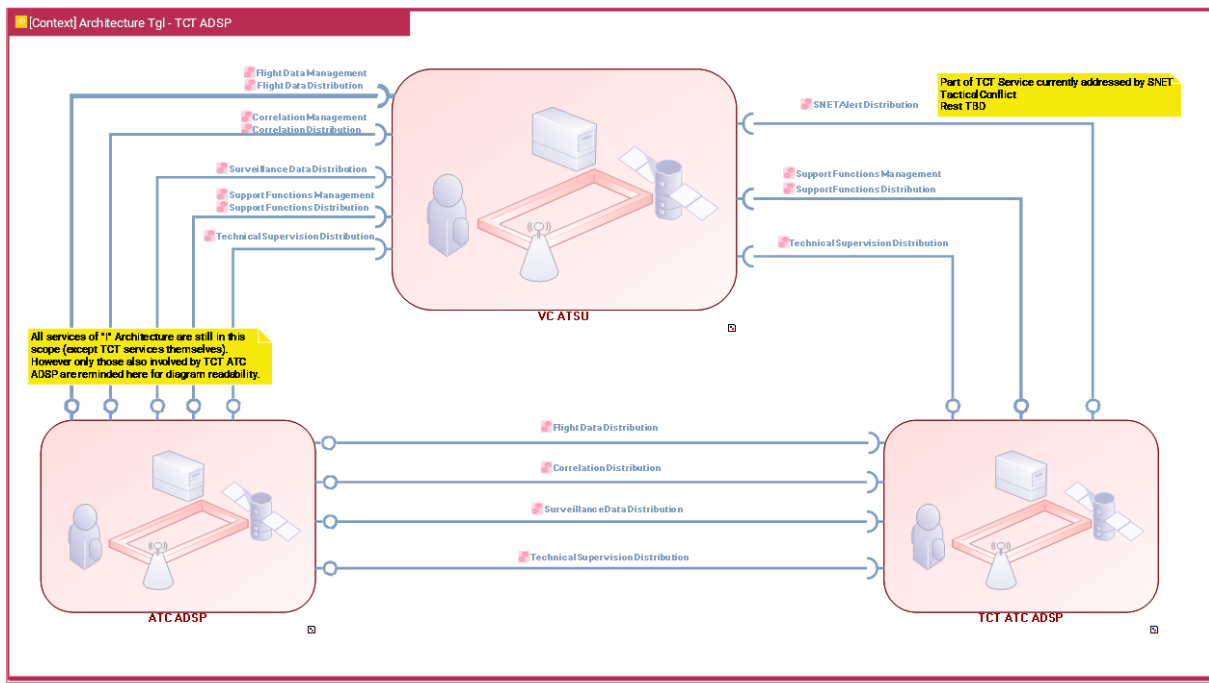 [Context] Architecture Tgl - TCT ADSP
Flight Data Management
Flight Data Distribution
Correlation Management
Correlation Distribution
Surveillance Data Distribution
Support Functions Management
Support Functions Distribution
Technical Supervision Distribution
SNET Alert Distribution
Part of TCT Service currently addressed by SNET
Tactical Conflict
Rest TBD
Support Functions Management
Support Functions Distribution
Technical Supervision Distribution
VC ATSU
All services of "I" Architecture are still in this
scope (except TCT services themselves).
However only those also involved by TCT ATC
ADSP are reminded here for diagram readability.
Flight Data Distribution
Correlation Distribution
Surveillance Data Distribution
Technical Supervision Distribution
ATC ADSP
TCT ATC ADSP